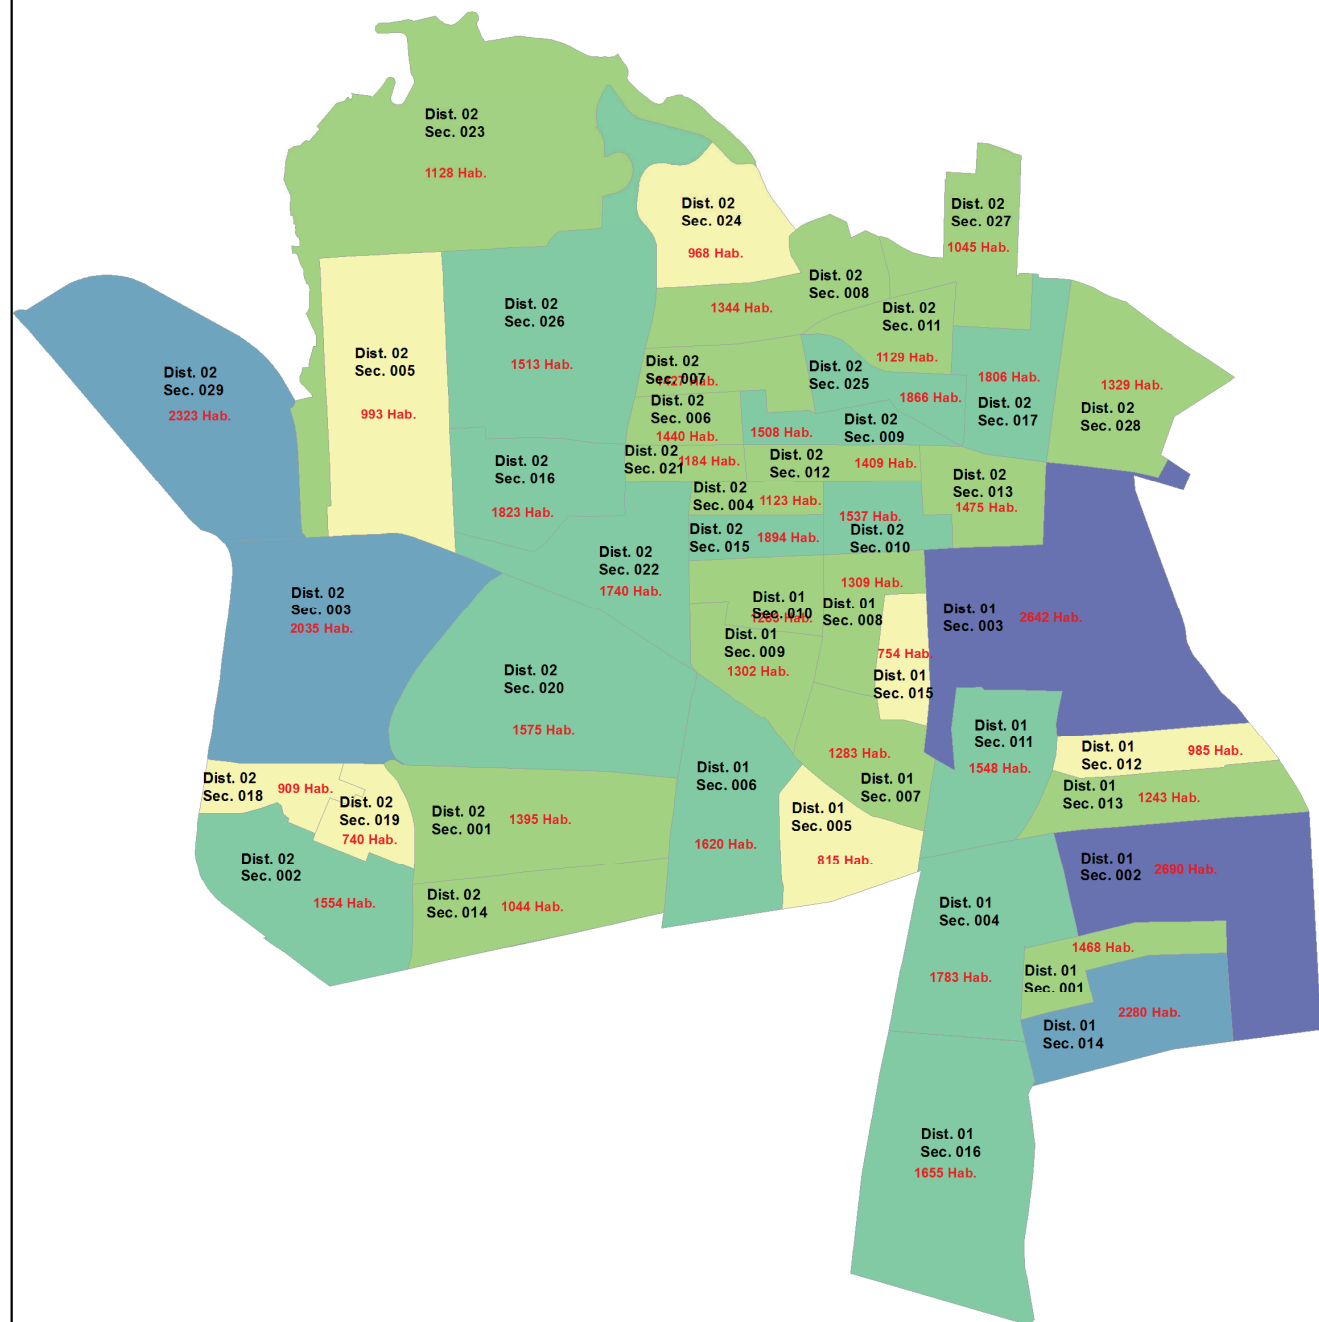 Dist. 02
Sec. 023
1128 Hab.
Dist. 02
Sec. 024
968 Hab.
Dist. 02
Sec. 027
1045 Hab.
Dist. 02
Sec. 008
1344 Hab.
Dist. 02
Sec. 026
1513 Hab.
Dist. 02
Sec. 011
1129 Hab.
Dist. 02
Sec. 005
993 Hab.
Dist. 02
Sec. 029
2323 Hab.
Dist. 02
Sec. 007
Hab.
Dist. 02
Sec. 025
1866 Hab.
1806 Hab.
Dist. 02
Sec. 017
1329 Hab.
Dist. 02
Sec. 028
Dist. 02
Sec. 006
1440 Hab.
1508 Hab.
Dist. 02
Sec. 009
Dist. 02
Sec. 021
1184 Hab.
Dist. 02
Sec. 012
1409 Hab.
Dist. 02
Sec. 016
1823 Hab.
Dist. 02
Sec. 004
1123 Hab.
Dist. 02
Sec. 013
1475 Hab.
Dist. 02
Sec. 015
1894 Hab.
1537 Hab.
Dist. 02
Sec. 010
Dist. 02
Sec. 022
1740 Hab.
Dist. 02
Sec. 003
2035 Hab.
Dist. 01
Sec. 010
Hab.
1309 Hab.
Dist. 01
Sec. 008
Dist. 01
Sec. 003
2642 Hab.
Dist. 01
Sec. 009
1302 Hab.
754 Hab.
Dist. 01
Sec. 015
Dist. 02
Sec. 020
1575 Hab.
Dist. 01
Sec. 011
1548 Hab.
Dist. 01
Sec. 012
985 Hab.
1283 Hab.
Dist. 01
Sec. 007
Dist. 01
Sec. 006
1620 Hab.
Dist. 01
Sec. 013
1243 Hab.
Dist. 02
Sec. 018
909 Hab.
Dist. 02
Sec. 019
740 Hab.
Dist. 02
Sec. 001
1395 Hab.
Dist. 01
Sec. 005
815 Hab.
Dist. 02
Sec. 002
1554 Hab.
Dist. 02
Sec. 014
1044 Hab.
Dist. 01
Sec. 002
2690 Hab.
Dist. 01
Sec. 004
1783 Hab.
1468 Hab.
Dist. 01
Sec. 001
2280 Hab.
Dist. 01
Sec. 014
Dist. 01
Sec. 016
1655 Hab.